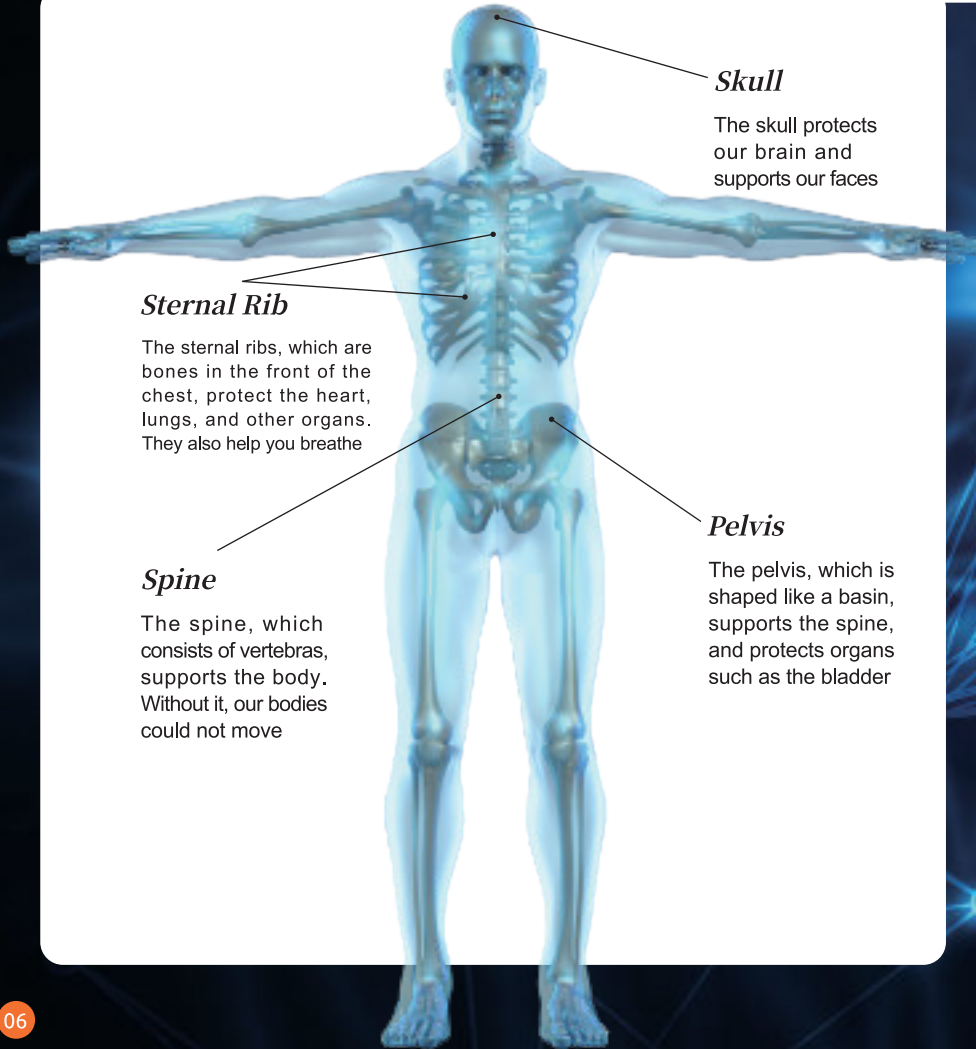 Skull
The skull protects
our brain and
supports our faces
Sternal Rib
The sternal ribs, which are
bones in the front of the
chest, protect the heart,
lungs, and other organs.
They also help you breathe
Spine
The spine, which
consists of vertebras,
supports the body.
Without it, our bodies
could not move
Pelvis
The pelvis, which is
shaped like a basin,
supports the spine,
and protects organs
such as the bladder
06